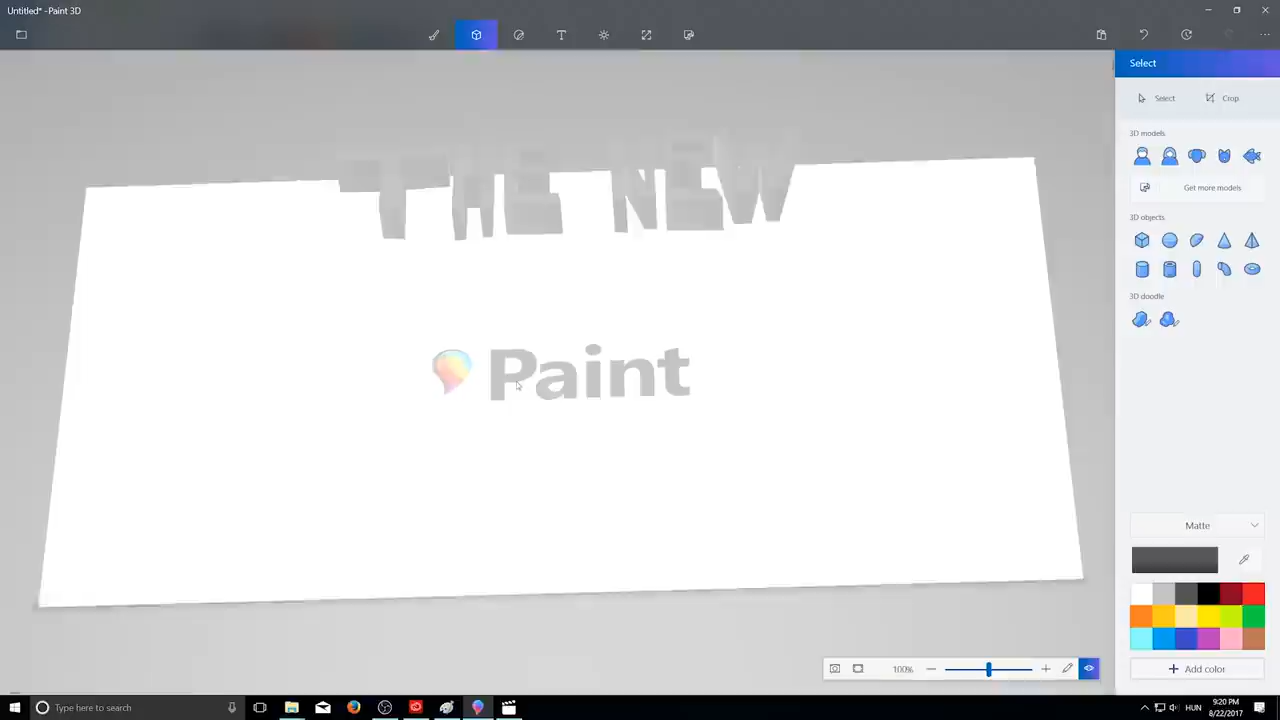 Untitled* -Paint 3D
Select
Select
Crop
3D models
Get more models
3D objects
3D doodle
THE NEW
Paint
Matte
100%
Add color
Type here to search
HUN
9:20 PM
8/22/2017